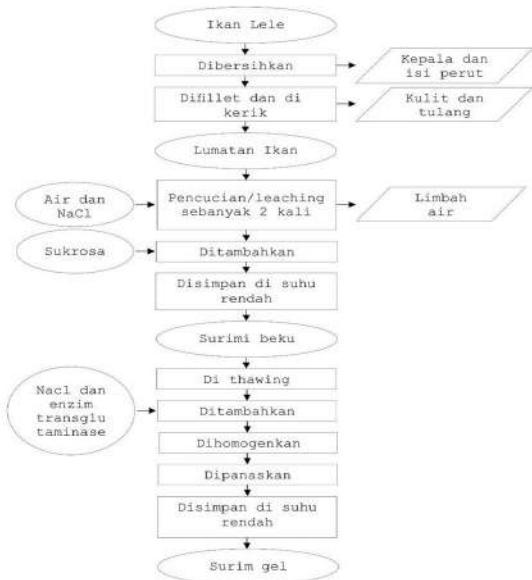 Ikan Lele
Dibersihkan
Kepala dan
isi perut
Difillet dan di
kerik
Kulit dan
tulang
Lumatan Ikan
Air dan
NaCl
Pencucian/leaching
sebanyak 2 kali
Limbah
air
Sukrosa
Ditambahkan
Disimpan di suhu
rendah
Surimi beku
Di thawing
Nacl dan
enzim
transglu
taminase
Ditambahkan
Dihomogenkan
Dipanaskan
Disimpan di suhu
rendah
Surim gel